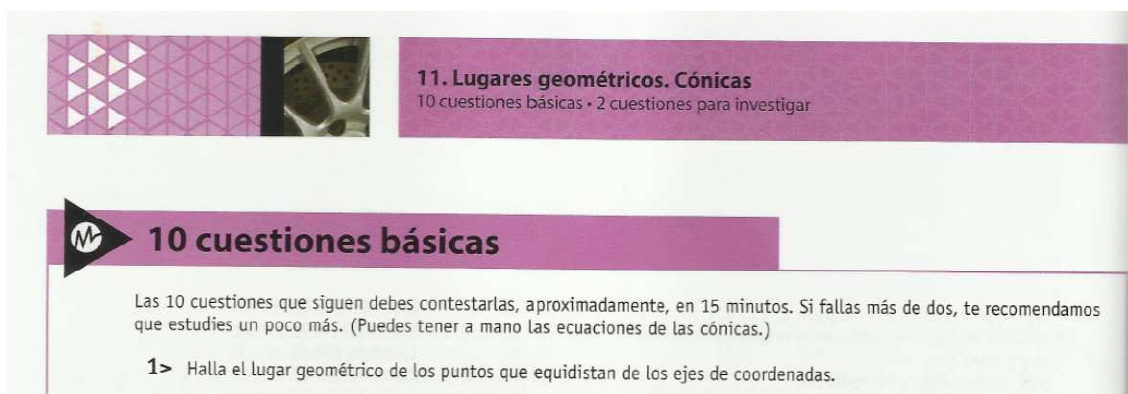 11. Lugares geométricos. Cónicas
10 cuestiones básicas • 2 cuestiones para investigar
10 cuestiones básicas
Las 10 cuestiones que siguen debes contestarlas, aproximadamente, en 15 minutos. Si fallas más de dos, te recomendamos
que estudies un poco más. (Puedes tener a mano las ecuaciones de las cónicas.)
1> Halla el lugar geométrico de los puntos que equidistan de los ejes de coordenadas.